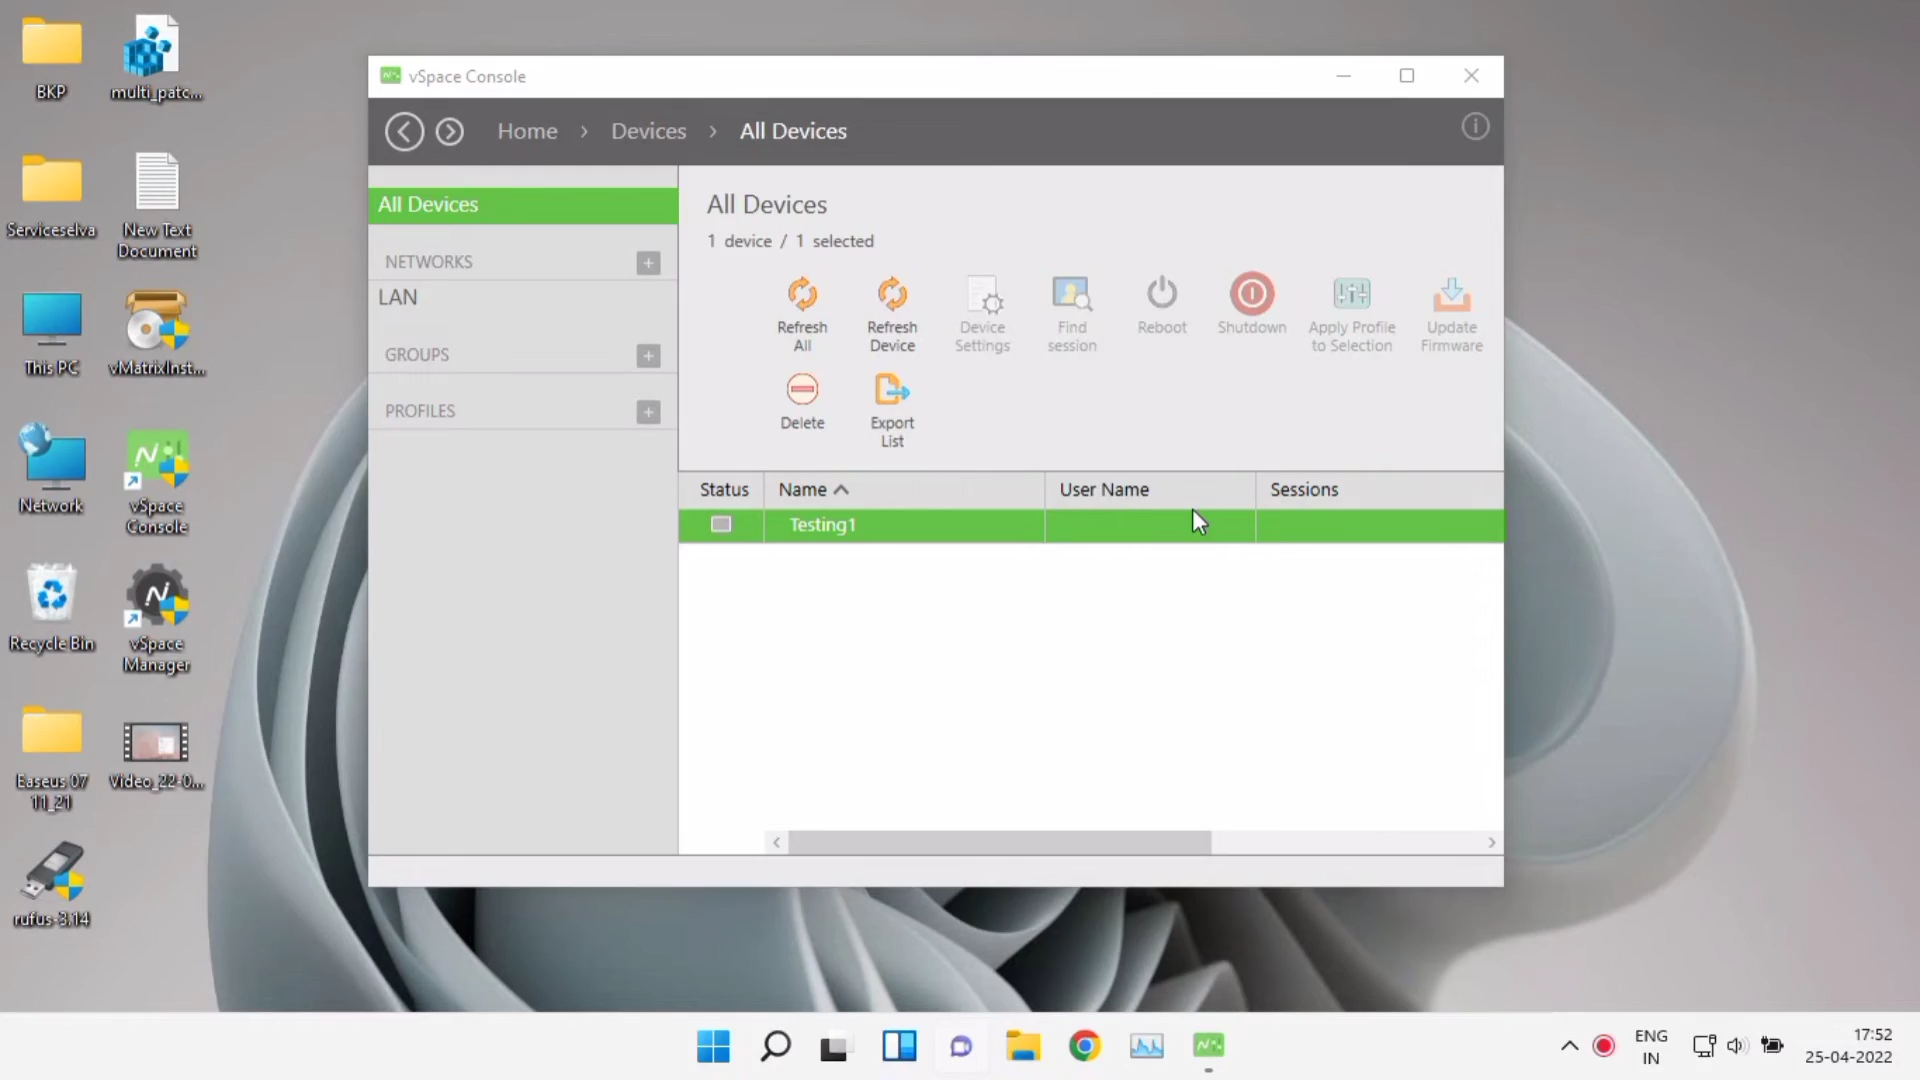 BKP
multi_patc...
Serviceselva
New Text
Document
This PC
vMatrixInst...
Network
vSpace
Console
Recycle Bin
vSpace
Manager
Easeus 07
11_21
Video_22-0...
rufus-3.14
vSpace Console
Home > Devices > All Devices
All Devices
NETWORKS
LAN
GROUPS
PROFILES
All Devices
1 device / 1 selected
Refresh
All
Refresh
Device
Device
Settings
Find
session
Reboot
Shutdown
Apply Profile
to Selection
Update
Firmware
Delete
Export
List
Status Name User Name Sessions
Testing1
ENG
IN
17:52
25-04-2022